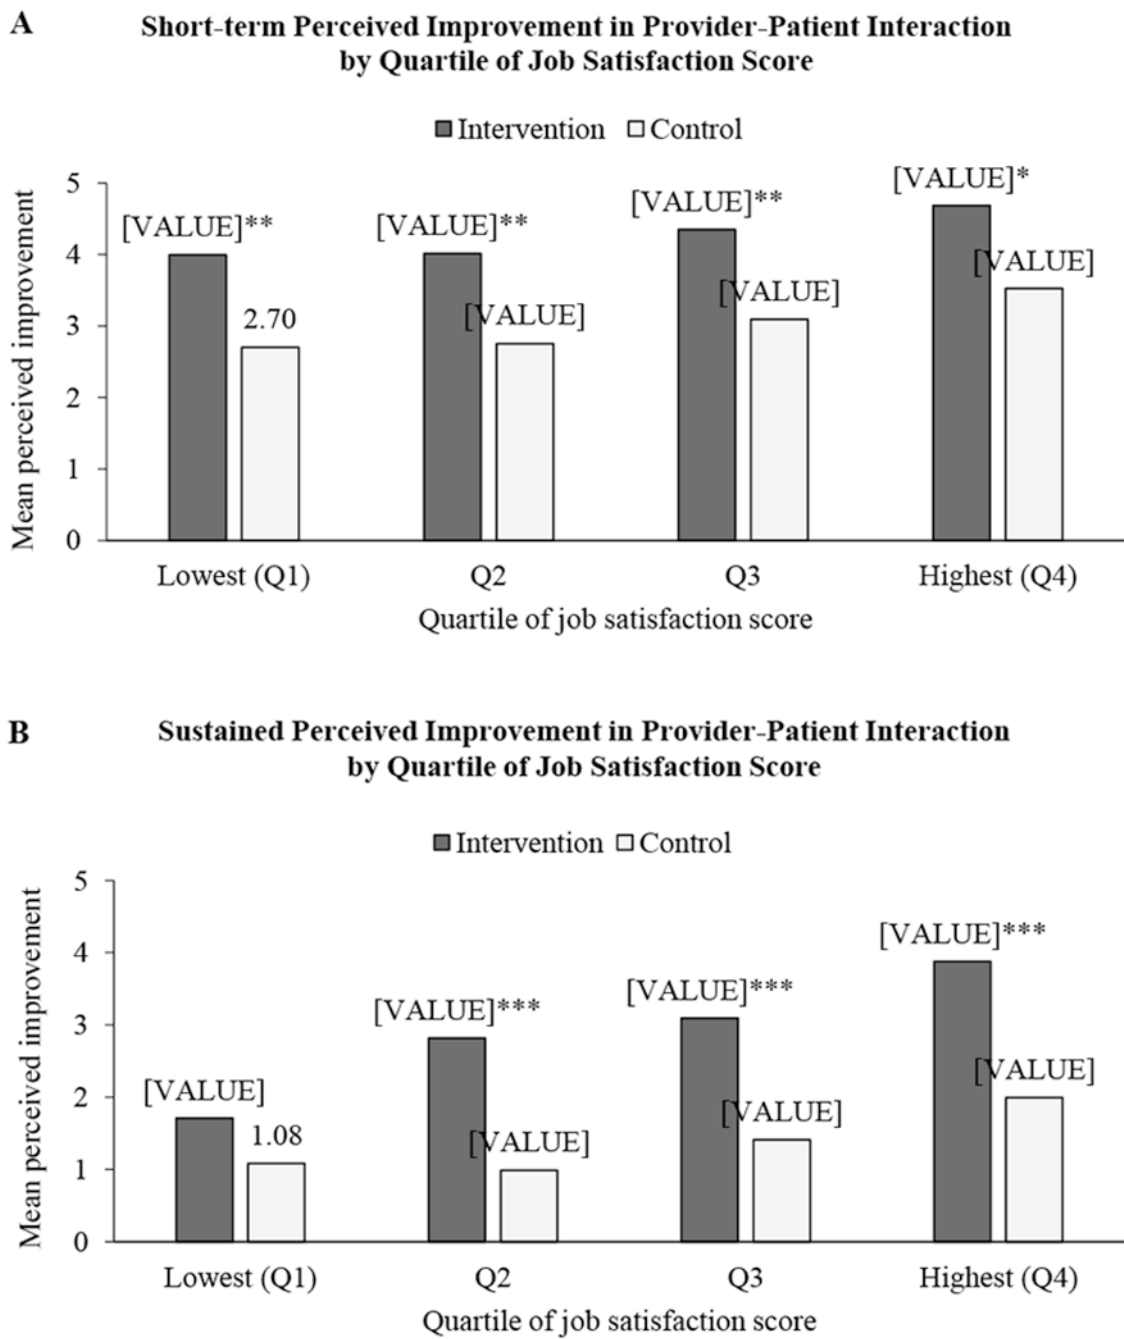 A
Short-term Perceived Improvement in Provider-Patient Interaction
by Quartile of Job Satisfaction Score
Intervention Control
Mean perceived improvement
5
4
3
2
1
0
[VALUE]**
2.70
[VALUE]**
[VALUE]
[VALUE]**
[VALUE]
[VALUE]*
[VALUE]
Lowest (Q1) Q2 Q3 Highest (Q4)
Quartile of job satisfaction score
B
Sustained Perceived Improvement in Provider-Patient Interaction
by Quartile of Job Satisfaction Score
Intervention Control
Mean perceived improvement
5
4
3
2
1
0
[VALUE]
1.08
[VALUE]***
[VALUE]
[VALUE]***
[VALUE]
[VALUE]***
[VALUE]
Lowest (Q1) Q2 Q3 Highest (Q4)
Quartile of job satisfaction score